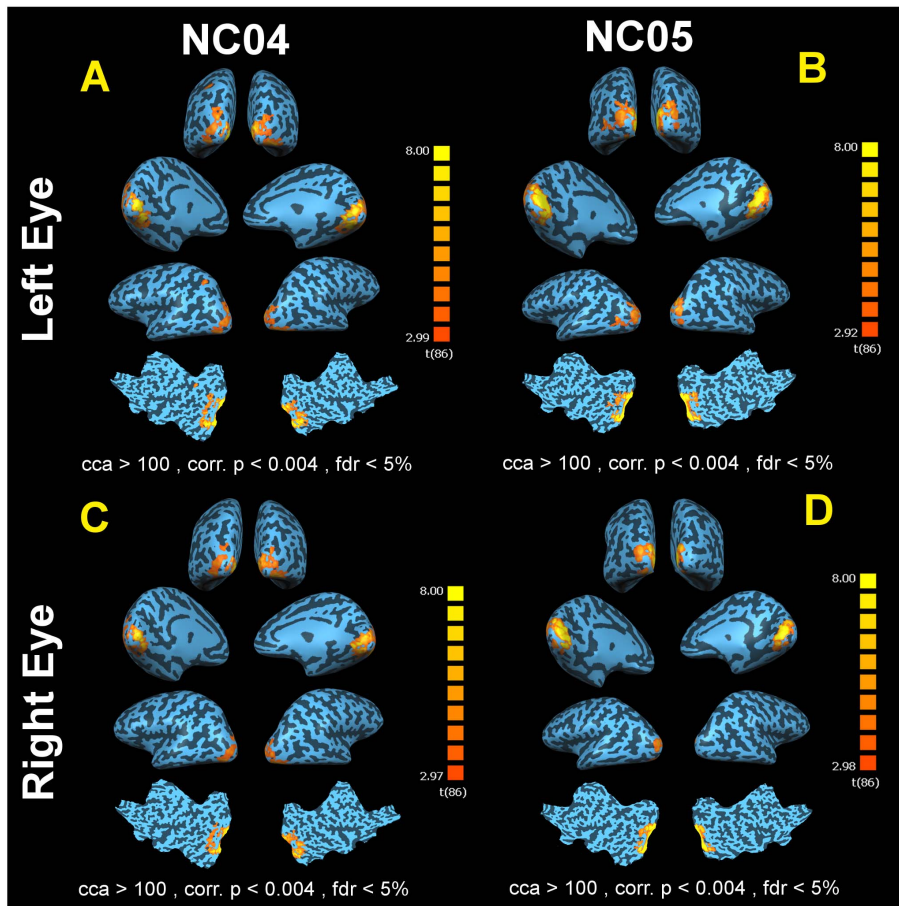 NC04
NC05
Left Eye
A
8.00
2.99
t(86)
cca > 100 , corr. p < 0.004 , fdr < 5%
B
8.00
2.92
t(86)
cca > 100 , corr. p < 0.004 , fdr < 5%
Right Eye
C
8.00
2.97
t(86)
cca > 100 , corr. p < 0.004 , fdr < 5%
D
8.00
2.98
t(86)
cca > 100 , corr. p < 0.004 , fdr < 5%